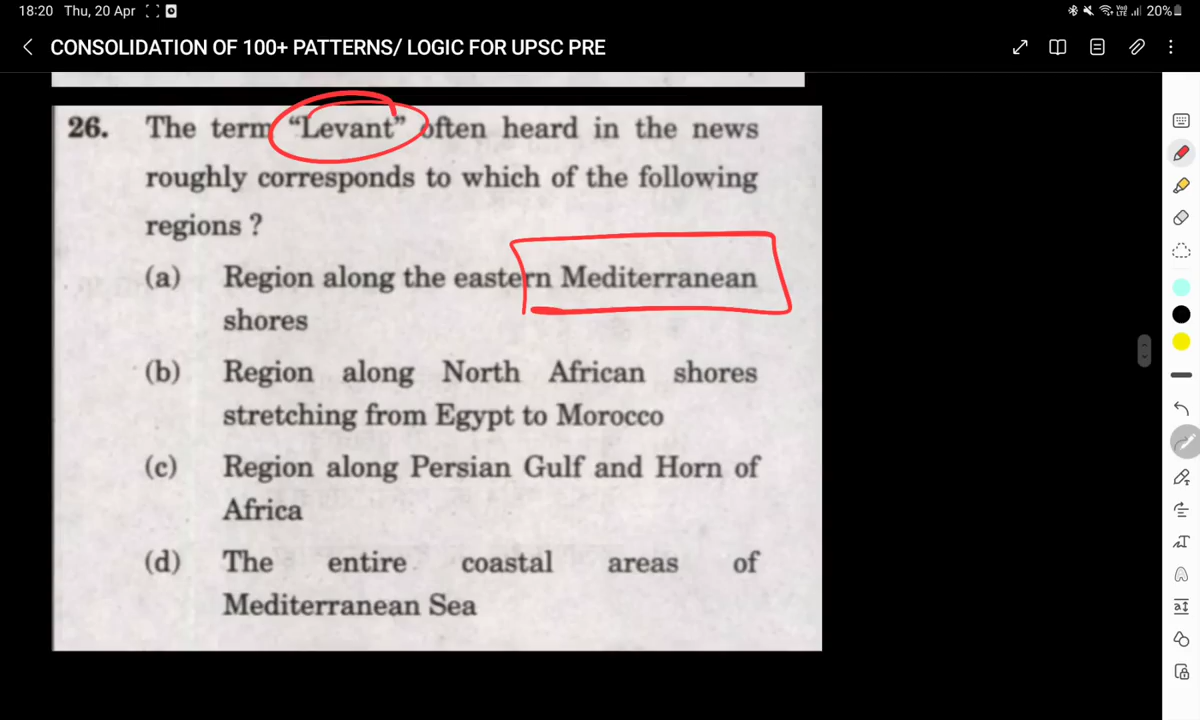 18:20 Thu, 20 Apr
20%
CONSOLIDATION OF 100+ PATTERNS/ LOGIC FOR UPSC PRE
26. The term "Levant" often heard in the news
roughly corresponds to which of the following
regions ?
(a) Region along the eastern Mediterranean
shores
(b) Region along North African shores
stretching from Egypt to Morocco
(c) Region along Persian Gulf and Horn of
Africa
(d) The entire coastal areas of
Mediterranean Sea